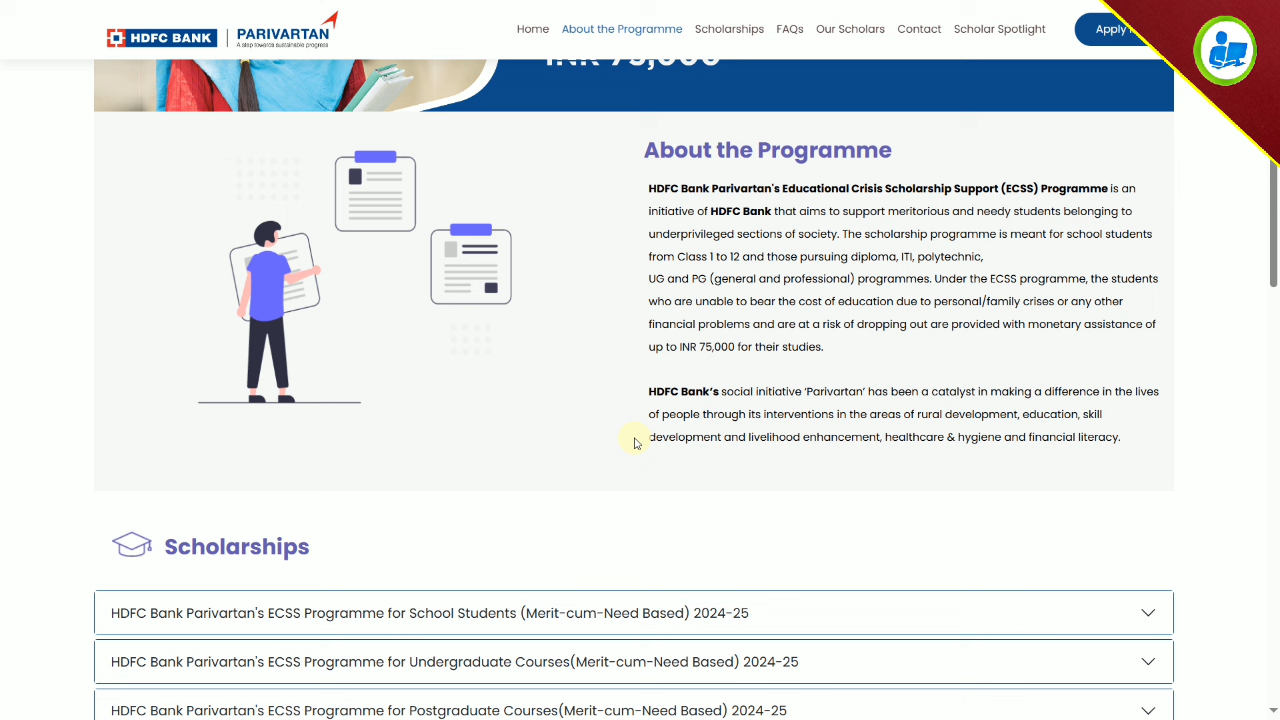 HDFC BANK
PARIVARTAN
A step towards sustainable progress
Home
About the Programme
Scholarships
FAQs
Our Scholars
Contact
Scholar Spotlight
Apply
INR 75,000
About the Programme
HDFC Bank Parivartan's Educational Crisis Scholarship Support (ECSS) Programme is an
initiative of HDFC Bank that aims to support meritorious and needy students belonging to
underprivileged sections of society. The scholarship programme is meant for school students
from Class 1 to 12 and those pursuing diploma, ITI, polytechnic,
UG and PG (general and professional) programmes. Under the ECSS programme, the students
who are unable to bear the cost of education due to personal/family crises or any other
financial problems and are at a risk of dropping out are provided with monetary assistance of
up to INR 75,000 for their studies.
HDFC Bank’s social initiative ‘Parivartan’ has been a catalyst in making a difference in the lives
of people through its interventions in the areas of rural development, education, skill
development and livelihood enhancement, healthcare & hygiene and financial literacy.
Scholarships
HDFC Bank Parivartan's ECSS Programme for School Students (Merit-cum-Need Based) 2024-25
HDFC Bank Parivartan's ECSS Programme for Undergraduate Courses(Merit-cum-Need Based) 2024-25
HDFC Bank Parivartan's ECSS Programme for Postgraduate Courses(Merit-cum-Need Based) 2024-25